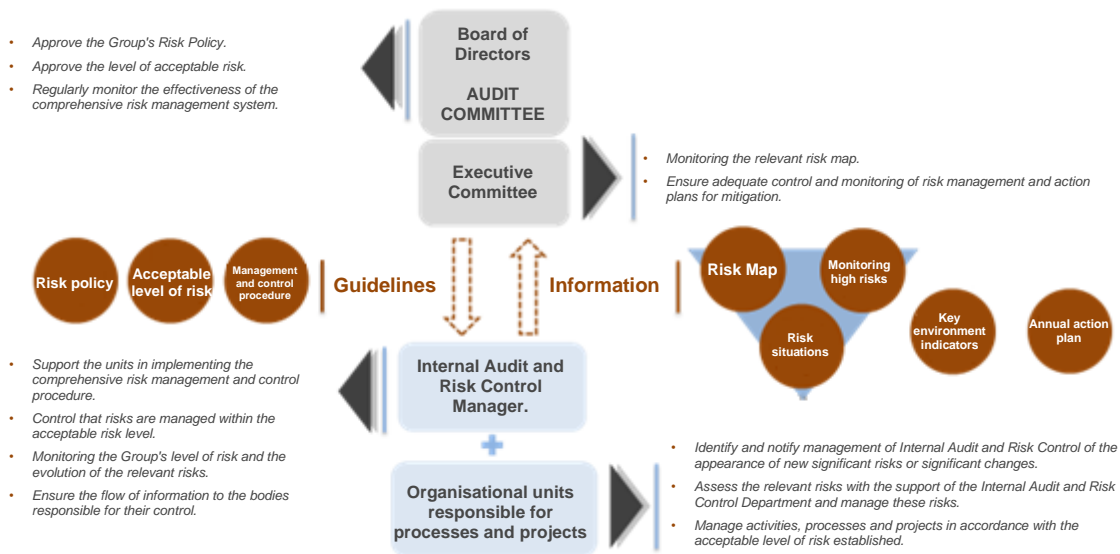 • Approve the Group's Risk Policy.
• Approve the level of acceptable risk.
• Regularly monitor the effectiveness of the
comprehensive risk management system.
Board of
Directors
AUDIT
COMMITTEE
Executive
Committee
• Monitoring the relevant risk map.
• Ensure adequate control and monitoring of risk management and action
plans for mitigation.
Risk policy
Acceptable
level of risk
Management
and control
procedure
Guidelines
Information
Risk Map
Monitoring
high risks
Risk
situations
Key
environment
indicators
Annual action
plan
• Support the units in implementing the
comprehensive risk management and control
procedure.
• Control that risks are managed within the
acceptable risk level.
• Monitoring the Group's level of risk and the
evolution of the relevant risks.
• Ensure the flow of information to the bodies
responsible for their control.
Internal Audit and
Risk Control
Manager.
+
Organisational units
responsible for
processes and projects
• Identify and notify management of Internal Audit and Risk Control of the
appearance of new significant risks or significant changes.
• Assess the relevant risks with the support of the Internal Audit and Risk
Control Department and manage these risks.
• Manage activities, processes and projects in accordance with the
acceptable level of risk established.